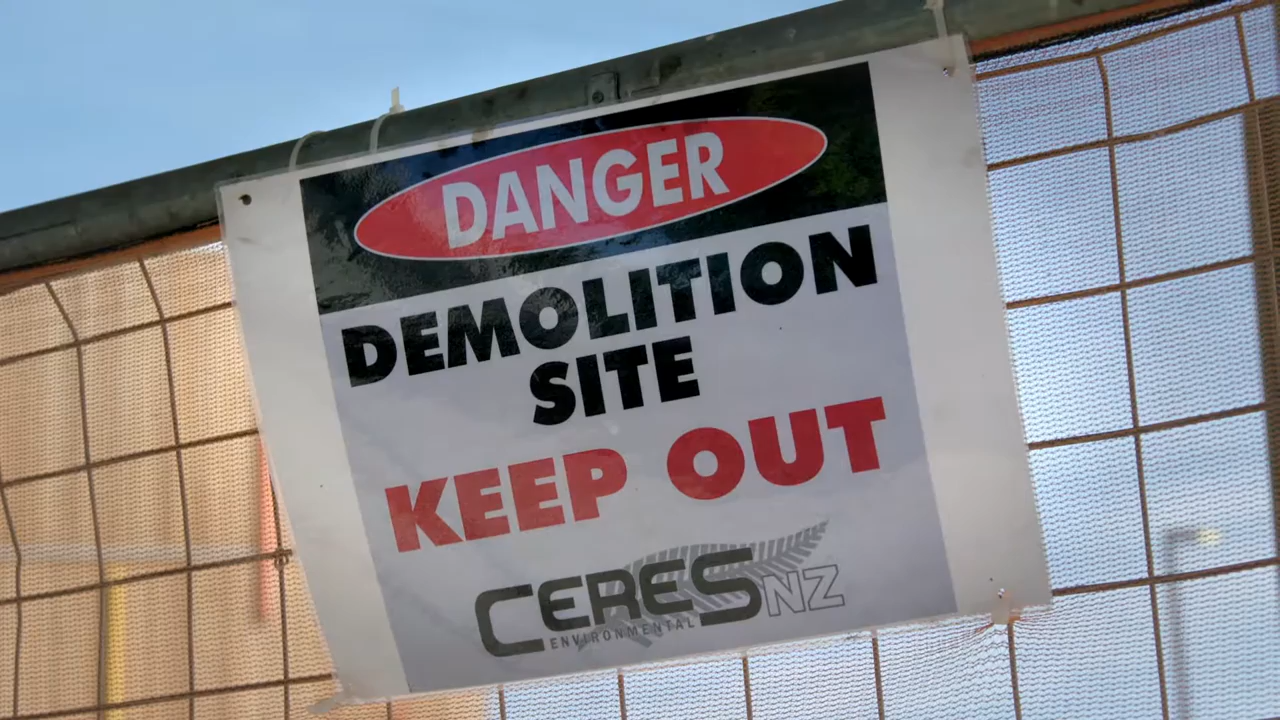 DANGER
DEMOLITION
SITE
KEEP OUT
CERES NZ
ENVIRONMENTAL